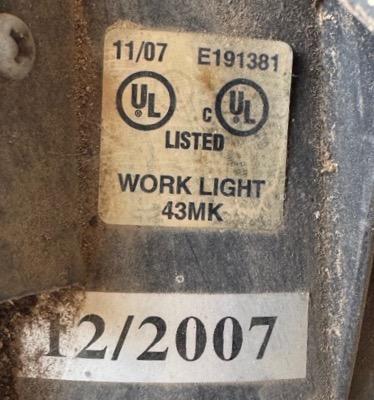 11/07 E191381
UL c UL
LISTED
WORK LIGHT
43MK
12/2007